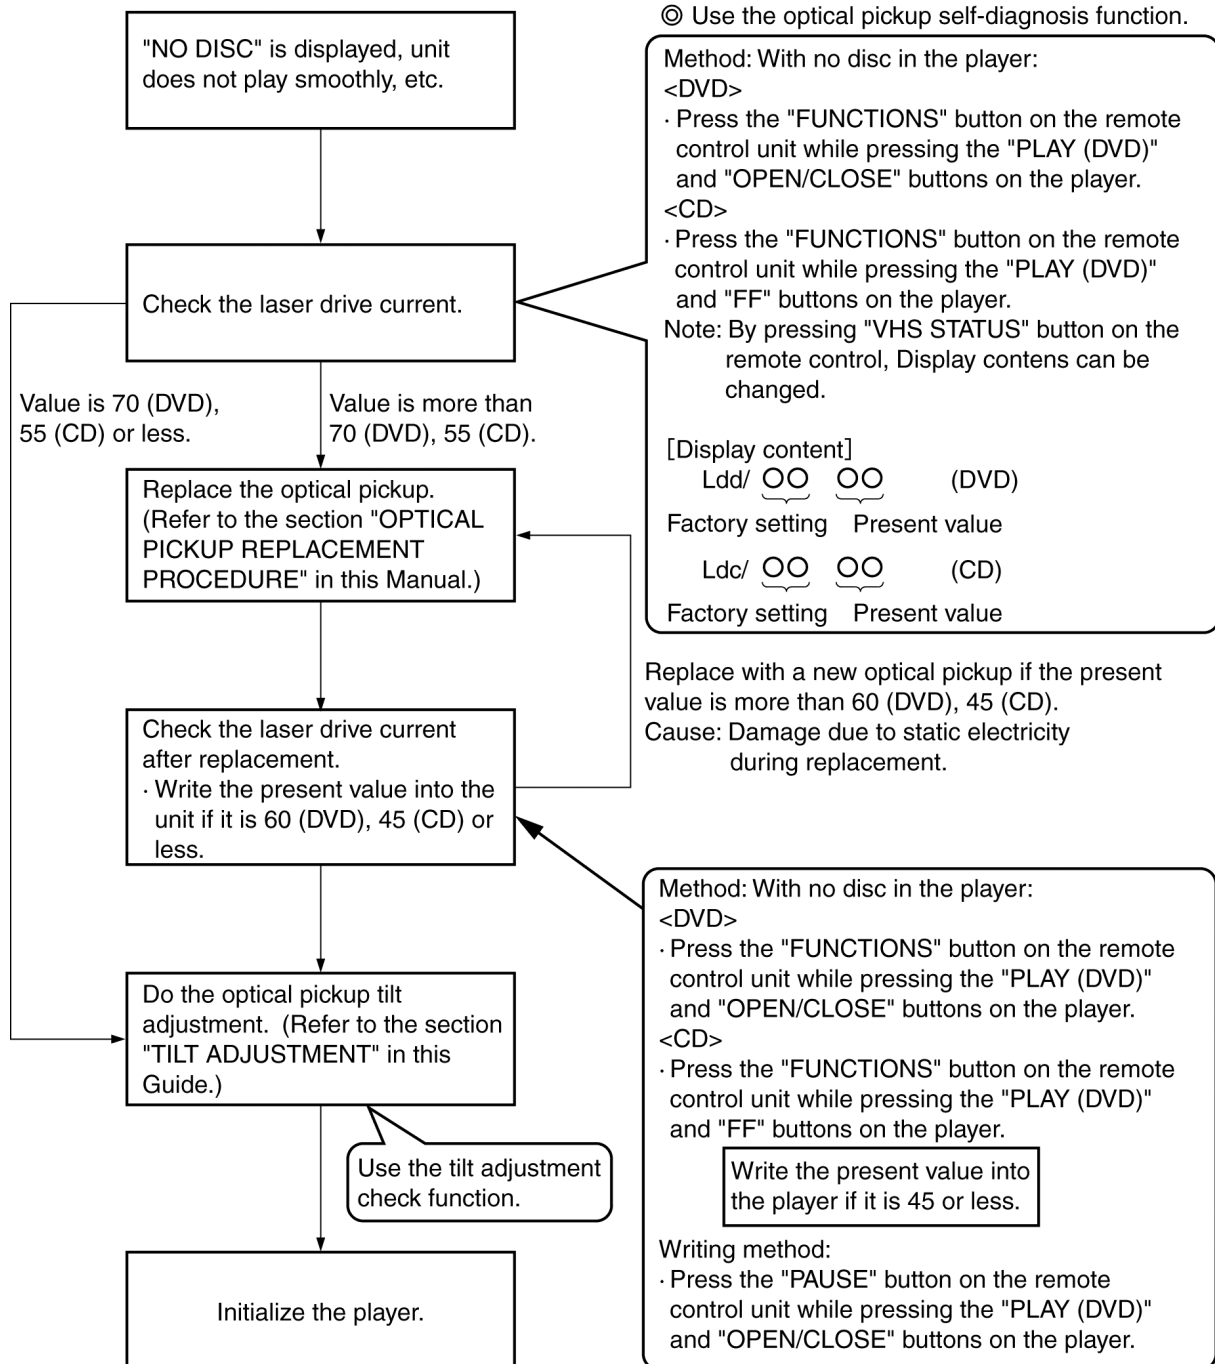 "NO DISC" is displayed, unit
does not play smoothly, etc.
◎ Use the optical pickup self-diagnosis function.
Method: With no disc in the player:
<DVD>
· Press the "FUNCTIONS" button on the remote
control unit while pressing the "PLAY (DVD)"
and "OPEN/CLOSE" buttons on the player.
<CD>
· Press the "FUNCTIONS" button on the remote
control unit while pressing the "PLAY (DVD)"
and "FF" buttons on the player.
Note: By pressing "VHS STATUS" button on the
remote control, Display contens can be
changed.
[Display content]
Ldd/ ○○ ○○ (DVD)
Factory setting Present value
Ldc/ ○○ ○○ (CD)
Factory setting Present value
Check the laser drive current.
Value is 70 (DVD),
55 (CD) or less.
Value is more than
70 (DVD), 55 (CD).
Replace the optical pickup.
(Refer to the section "OPTICAL
PICKUP REPLACEMENT
PROCEDURE" in this Manual.)
Replace with a new optical pickup if the present
value is more than 60 (DVD), 45 (CD).
Cause: Damage due to static electricity
during replacement.
Check the laser drive current
after replacement.
· Write the present value into the
unit if it is 60 (DVD), 45 (CD) or
less.
Method: With no disc in the player:
<DVD>
· Press the "FUNCTIONS" button on the remote
control unit while pressing the "PLAY (DVD)"
and "OPEN/CLOSE" buttons on the player.
<CD>
· Press the "FUNCTIONS" button on the remote
control unit while pressing the "PLAY (DVD)"
and "FF" buttons on the player.
Write the present value into
the player if it is 45 or less.
Writing method:
· Press the "PAUSE" button on the remote
control unit while pressing the "PLAY (DVD)"
and "OPEN/CLOSE" buttons on the player.
Do the optical pickup tilt
adjustment. (Refer to the section
"TILT ADJUSTMENT" in this
Guide.)
Use the tilt adjustment
check function.
Initialize the player.